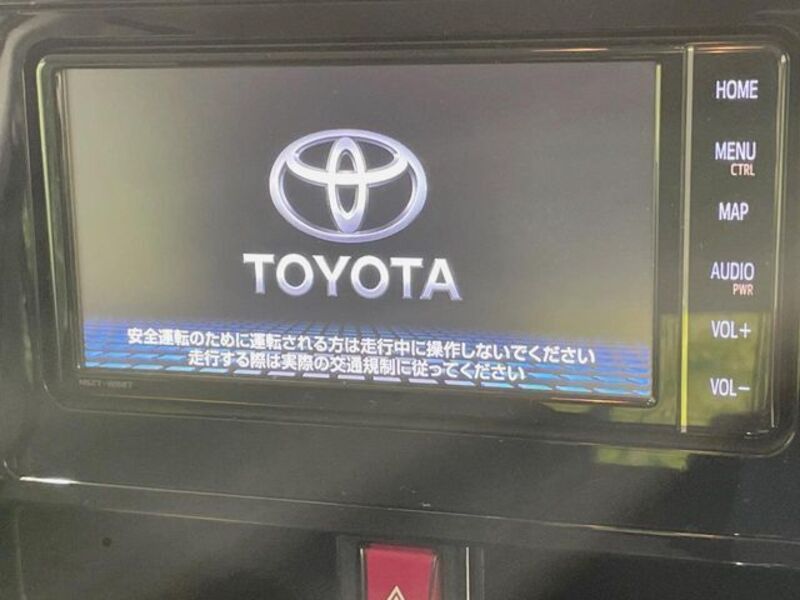 HOME
MENU
CTRL
MAP
AUDIO
PWR
VOL+
VOL-
TOYOTA
安全運転のために運転される方は走行中に操作しないでください
走行する際は実際の交通規制に従ってください